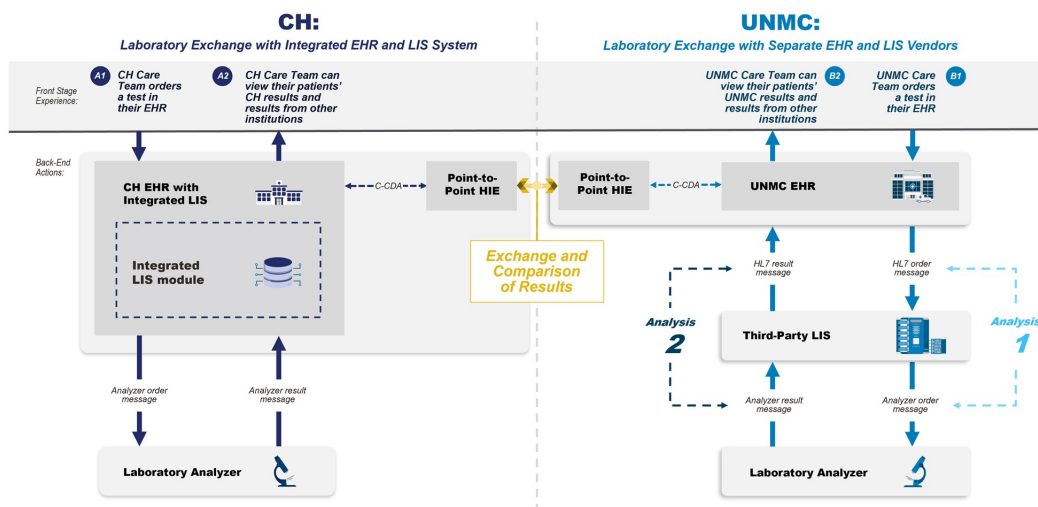 CH:
Laboratory Exchange with Integrated EHR and LIS System
UNMC:
Laboratory Exchange with Separate EHR and LIS Vendors
Front Stage
Experience:
A1
CH Care
Team orders
a test in
their EHR
A2
CH Care Team can
view their patients'
CH results and
results from other
institutions
UNMC Care Team can
view their patients'
UNMC results and
results from other
institutions
B2
UNMC Care
Team orders
a test in
their EHR
B1
Back-End
Actions:
CH EHR with
Integrated LIS
C-CDA
Point-to-
Point HIE
Point-to-
Point HIE
C-CDA
UNMC EHR
Integrated
LIS module
Exchange and
Comparison
of Results
HL7 result
message
HL7 order
message
Analysis
2
Third-Party LIS
Analysis
1
Analyzer order
message
Analyzer result
message
Analyzer result
message
Analyzer order
message
Laboratory Analyzer
Laboratory Analyzer